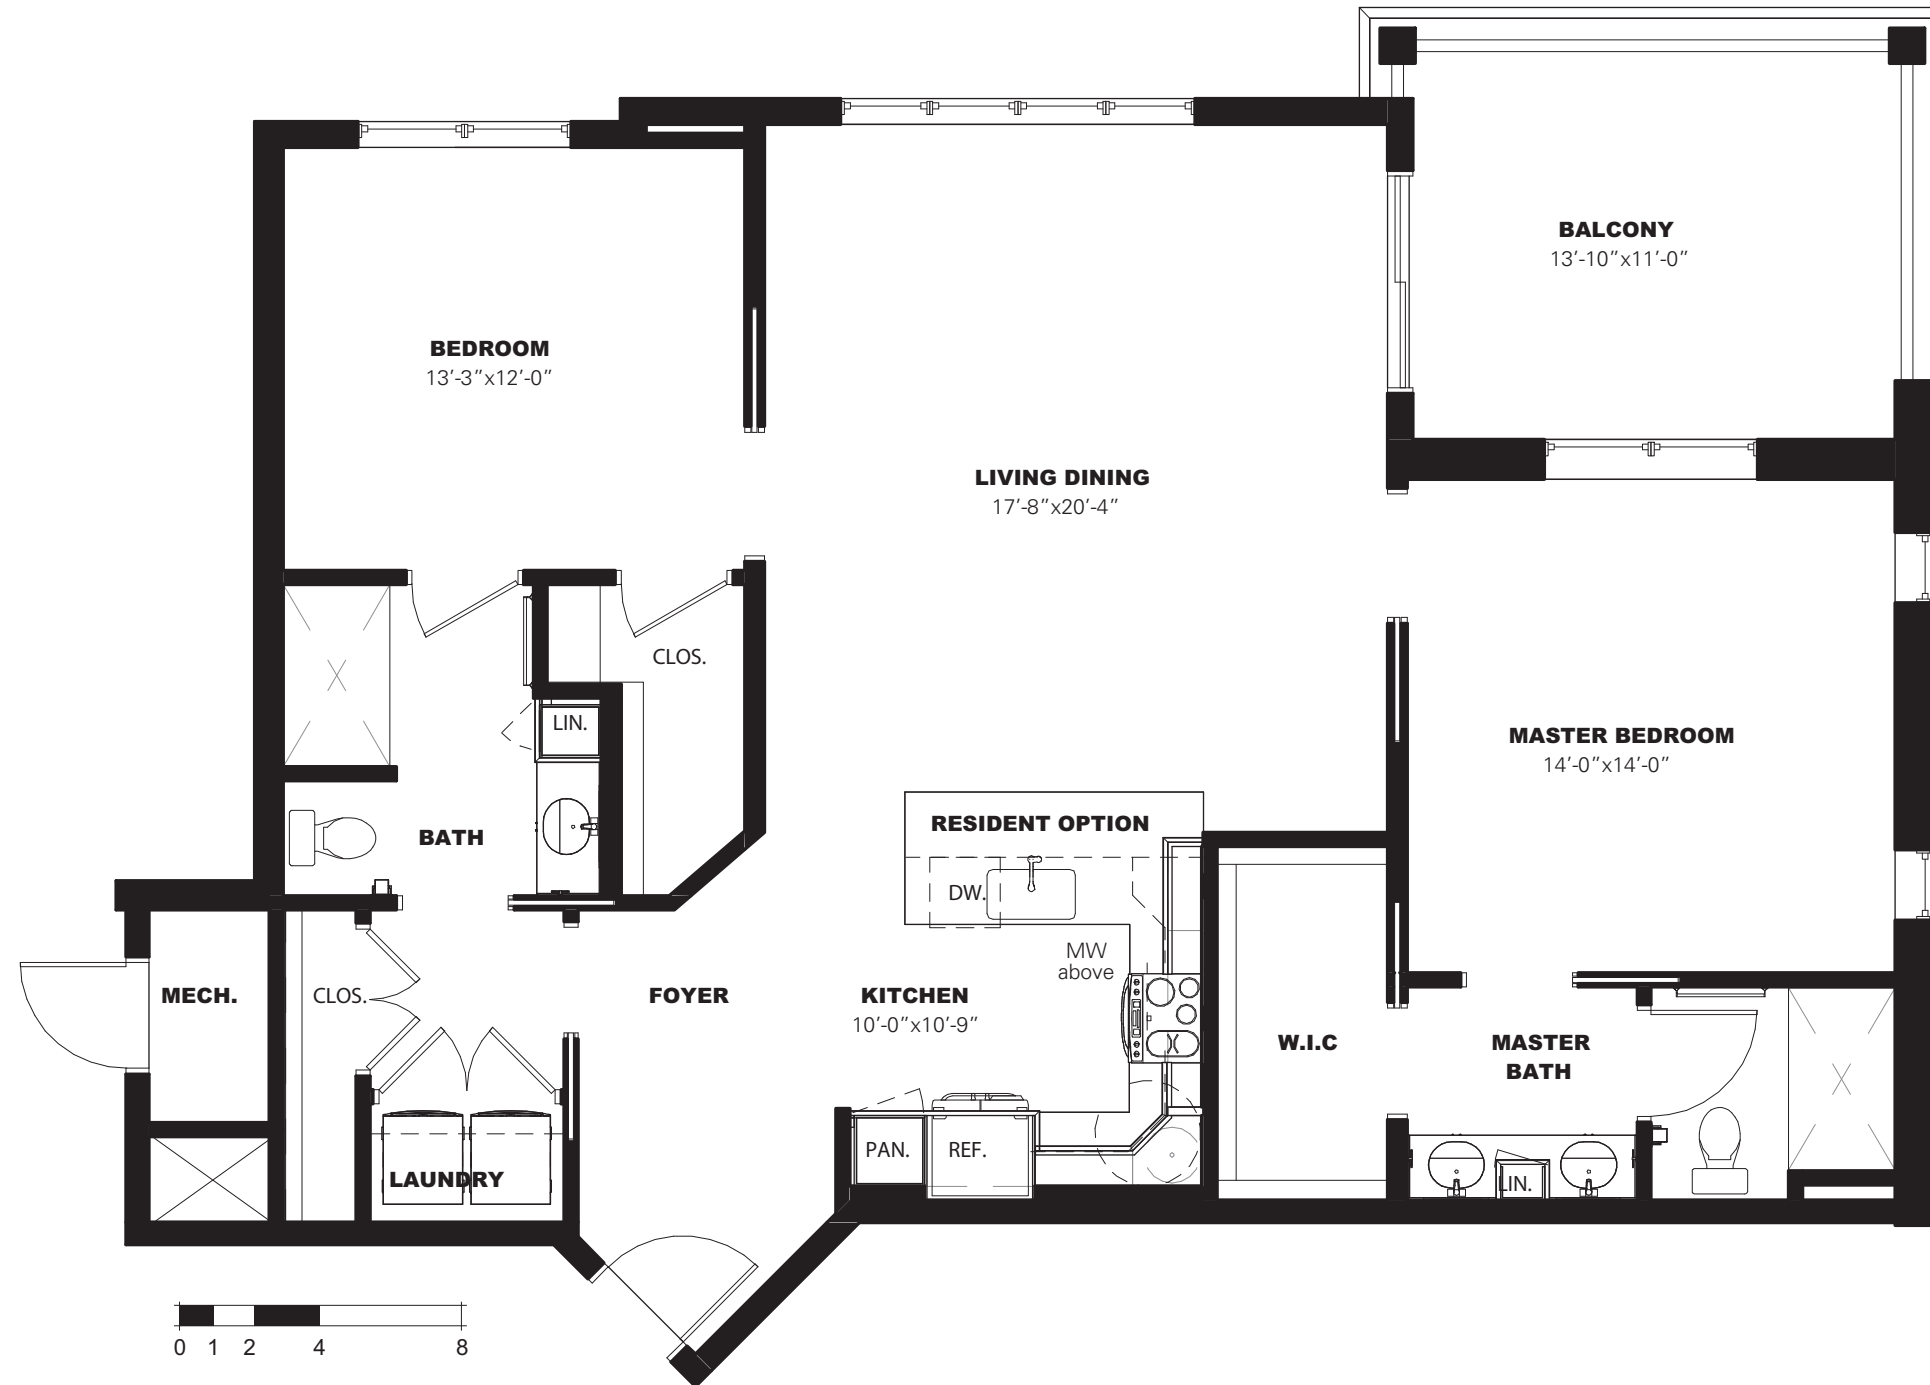 BALCONY
13'-10"x11'-0"
BEDROOM
13'-3"x12'-0"
LIVING DINING
17'-8"x20'-4"
CLOS.
LIN.
MASTER BEDROOM
14'-0"x14'-0"
BATH
RESIDENT OPTION
DW.
MW
above
MECH.
CLOS.
FOYER
KITCHEN
10'-0"x10'-9"
W.I.C
MASTER
BATH
PAN.
REF.
LAUNDRY
LIN.
0 1 2 4 8